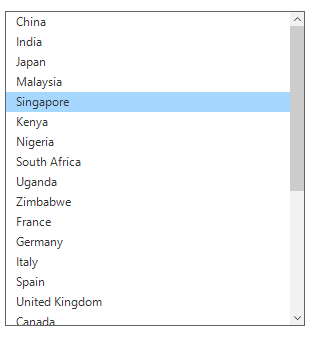 China
India
Japan
Malaysia
Singapore
Kenya
Nigeria
South Africa
Uganda
Zimbabwe
France
Germany
Italy
Spain
United Kingdom
Canada